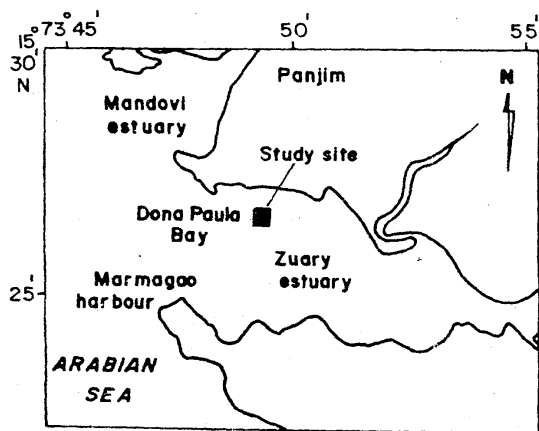 73°45'
50'
55'
15°
30'
N
Panjim
N
Mandovi
estuary
Study site
Dona Paula
Bay
Zuary
estuary
Marmagao
harbour
25'
ARABIAN
SEA